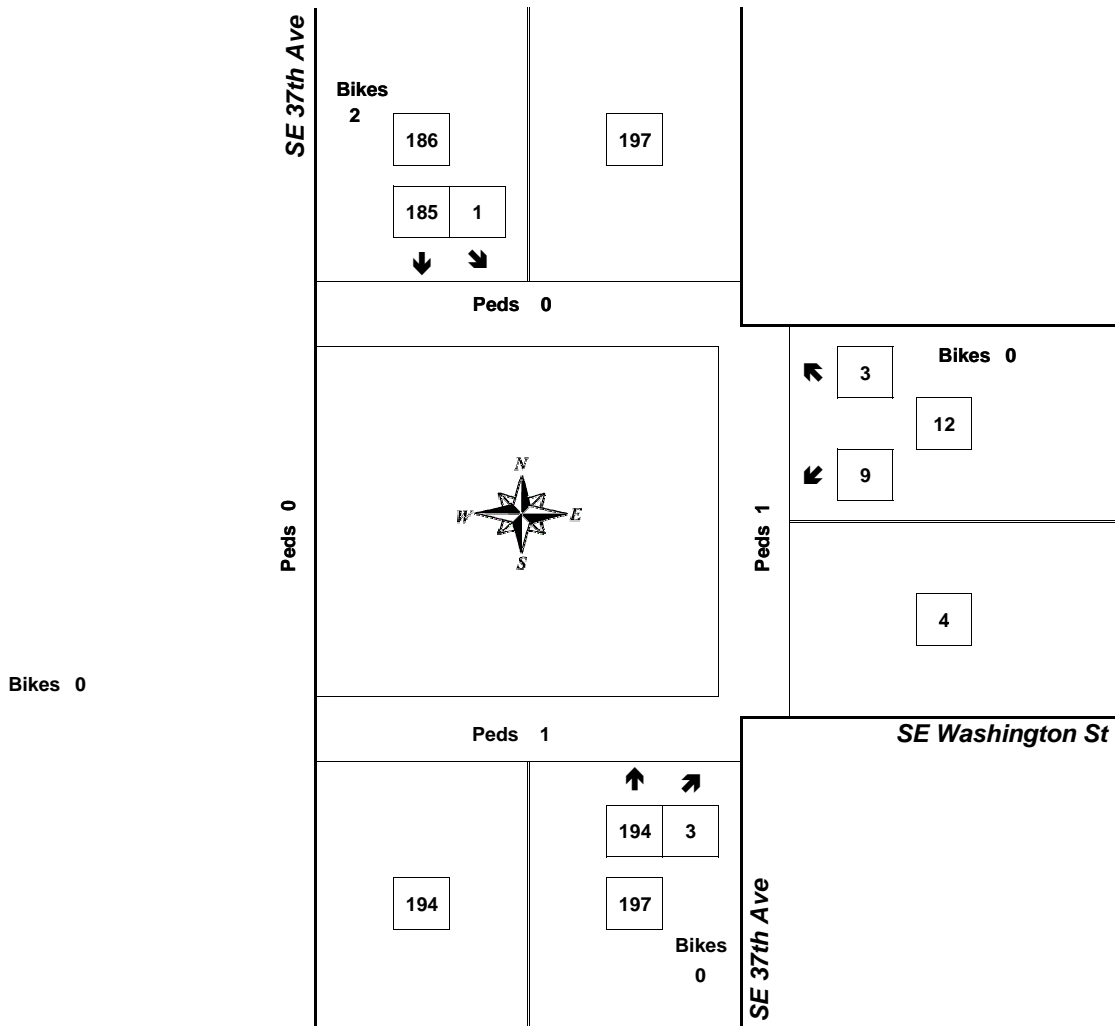 SE 37th Ave
Bikes
2
186
197
185 1
Peds 0
Bikes 0
3
12
9
N
W E
S
Peds 0
Peds 1
4
Bikes 0
Peds 1
SE Washington St
194 3
194
197
Bikes
0
SE 37th Ave